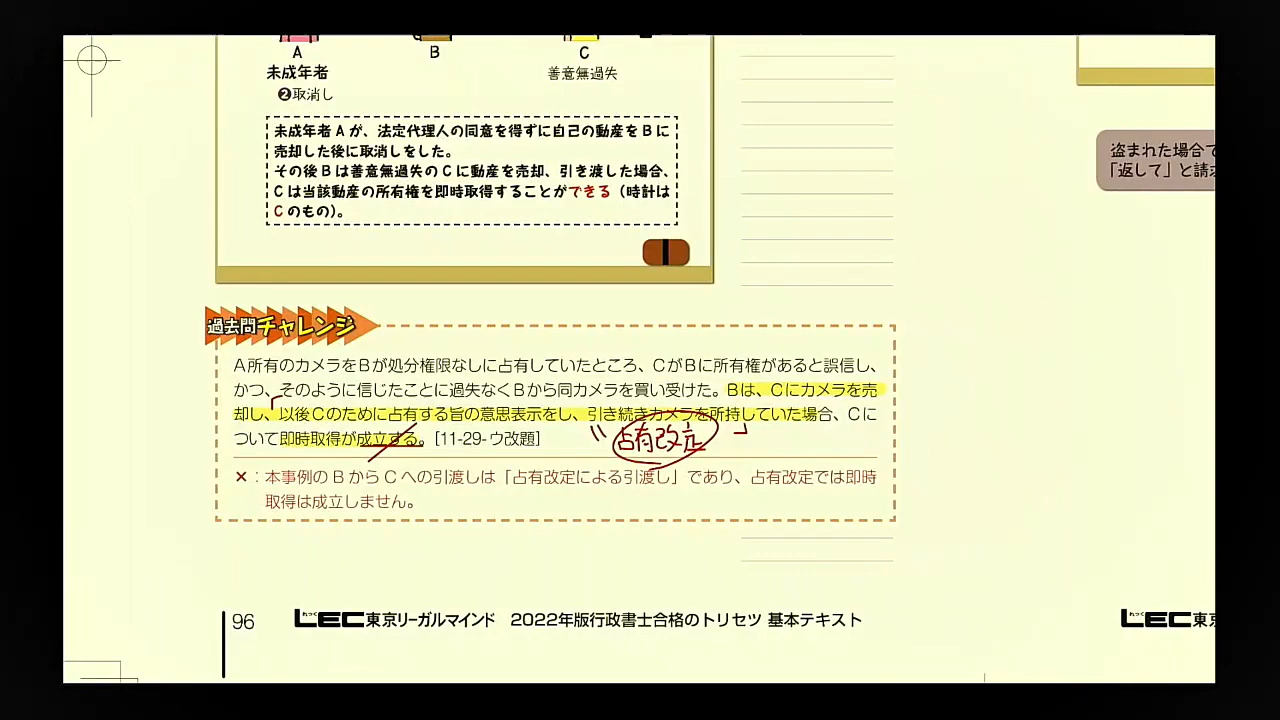 A B C
未成年者 善意無過失
❷取消し
未成年者Aが、法定代理人の同意を得ずに自己の動産をBに
売却した後に取消しをした。
その後Bは善意無過失のCに動産を売却、引き渡した場合、
Cは当該動産の所有権を即時取得することができる（時計は
Cのもの）。
盗まれた場合で
「返して」と請求
過去問チャレンジ
A所有のカメラをBが処分権限なしに占有していたところ、CがBに所有権があると誤信し、
かつ、そのように信じたことに過失なくBから同カメラを買い受けた。Bは、Cにカメラを売
却し、以後Cのために占有する旨の意思表示をし、引き続きカメラを所持していた場合、Cに
ついて即時取得が成立する。［11-29-ウ改題］
占有改定
×：本事例のBからCへの引渡しは「占有改定による引渡し」であり、占有改定では即時
取得は成立しません。
96 れっく LEC東京リーガルマインド 2022年版行政書士合格のトリセツ 基本テキスト
LEC東京